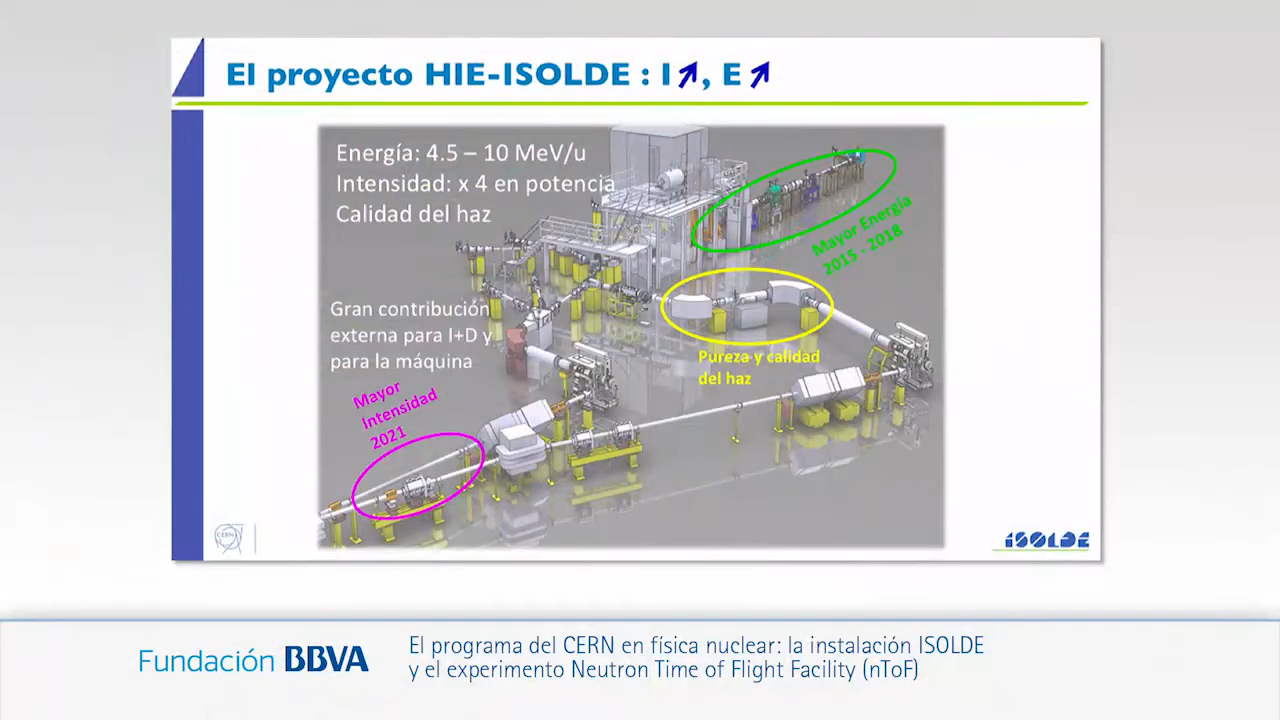 El proyecto HIE-ISOLDE : I↗, E↗
Energía: 4.5 – 10 MeV/u
Intensidad: x 4 en potencia
Calidad del haz
Mayor Energía
2015 - 2018
Gran contribución
externa para I+D y
para la máquina
Pureza y calidad
del haz
Mayor
Intensidad
2021
CERN
ISOLDE
Fundación BBVA
El programa del CERN en física nuclear: la instalación ISOLDE
y el experimento Neutron Time of Flight Facility (nToF)